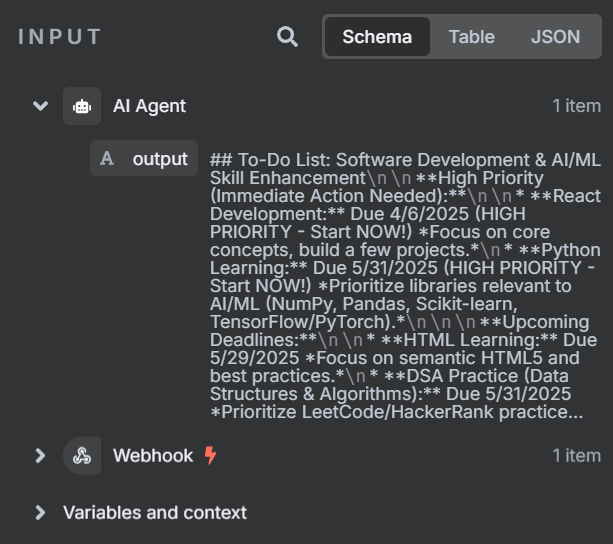 INPUT
Schema
Table
JSON
AI Agent
1 item
A output
## To-Do List: Software Development & AI/ML
Skill Enhancement\n\n**High Priority
(Immediate Action Needed):**\n\n* **React
Development:** Due 4/6/2025 (HIGH
PRIORITY - Start NOW!) *Focus on core
concepts, build a few projects.*\n* **Python
Learning:** Due 5/31/2025 (HIGH PRIORITY -
Start NOW!) *Prioritize libraries relevant to
AI/ML (NumPy, Pandas, Scikit-learn,
TensorFlow/PyTorch).*\n\n\n**Upcoming
Deadlines:**\n\n* **HTML Learning:** Due
5/29/2025 *Focus on semantic HTML5 and
best practices.*\n* **DSA Practice (Data
Structures & Algorithms):** Due 5/31/2025
*Prioritize LeetCode/HackerRank practice...
Webhook
1 item
Variables and context